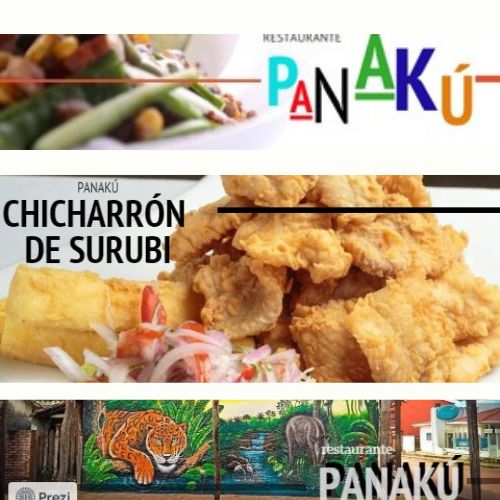 RESTAURANTE
PANAKÚ
PANAKÚ
CHICHARRÓN
DE SURUBI
restaurante
PANAKÚ
Prezi